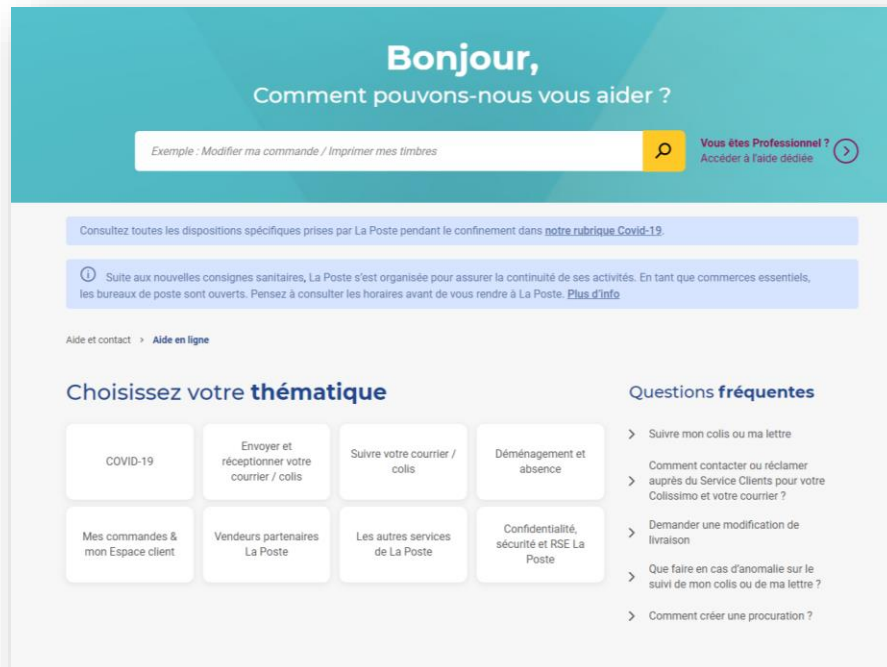 Bonjour,
Comment pouvons-nous vous aider ?
Exemple : Modifier ma commande / Imprimer mes timbres
Vous êtes Professionnel ?
Accéder à l'aide dédiée
Consultez toutes les dispositions spécifiques prises par La Poste pendant le confinement dans notre rubrique Covid-19.
Suite aux nouvelles consignes sanitaires, La Poste s'est organisée pour assurer la continuité de ses activités. En tant que commerces essentiels,
les bureaux de poste sont ouverts. Pensez à consulter les horaires avant de vous rendre à La Poste. Plus d'info
Aide et contact > Aide en ligne
Choisissez votre thématique
COVID-19
Envoyer et
réceptionner votre
courrier / colis
Suivre votre courrier /
colis
Déménagement et
absence
Mes commandes &
mon Espace client
Vendeurs partenaires
La Poste
Les autres services
de La Poste
Confidentialité,
sécurité et RSE La
Poste
Questions fréquentes
Suivre mon colis ou ma lettre
Comment contacter ou réclamer
auprès du Service Clients pour votre
Colissimo et votre courrier ?
Demander une modification de
livraison
Que faire en cas d'anomalie sur le
suivi de mon colis ou de ma lettre ?
Comment créer une procuration ?